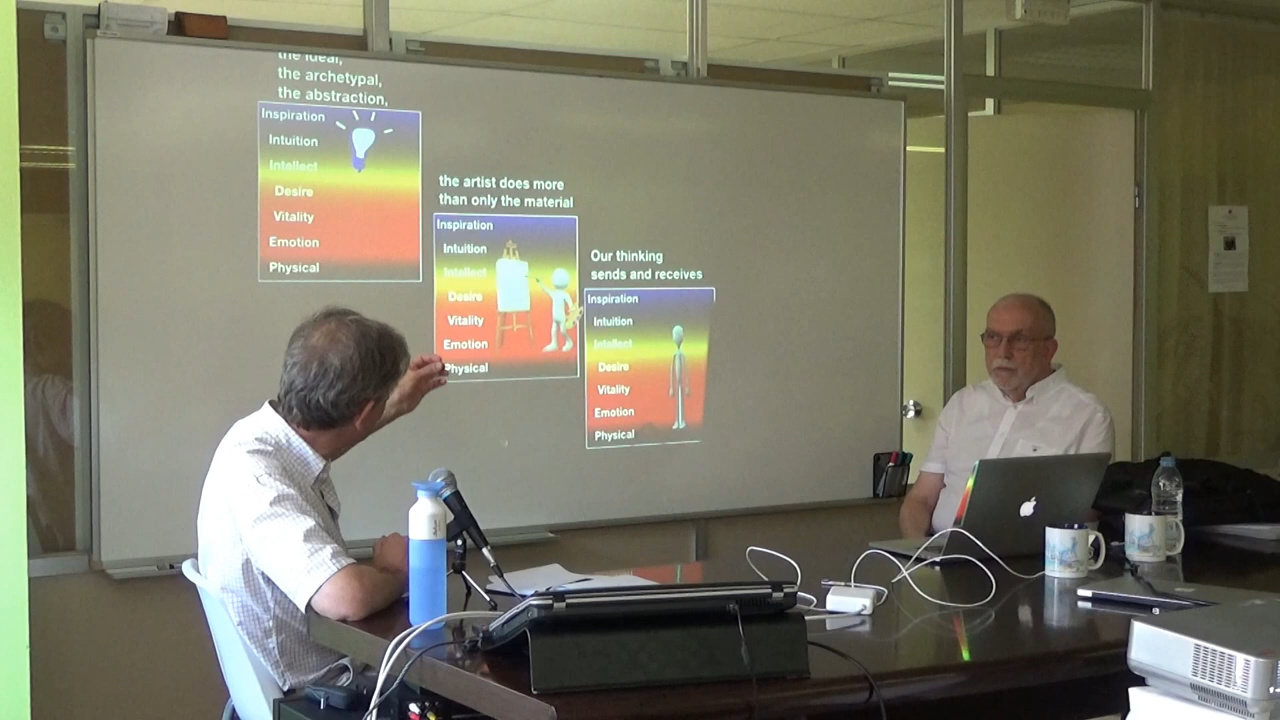 the ideal,
the archetypal,
the abstraction,
Inspiration
Intuition
Intellect
Desire
Vitality
Emotion
Physical
the artist does more
than only the material
Inspiration
Intuition
Intellect
Desire
Vitality
Emotion
Physical
Our thinking
sends and receives
Inspiration
Intuition
Intellect
Desire
Vitality
Emotion
Physical